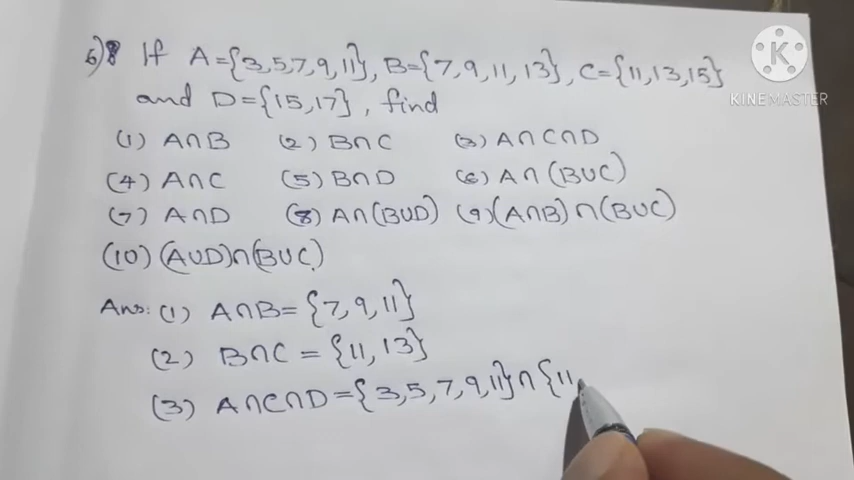 6) If A={3,5,7,9,11}, B={7,9,11,13}, C={11,13,15}
and D={15,17}, find
(1) A∩B (2) B∩C (3) A∩C∩D
(4) A∩C (5) B∩D (6) A∩(B∪C)
(7) A∩D (8) A∩(B∪D) (9) (A∩B)∩(B∪C)
(10) (A∪D)∩(B∪C)
Ans: (1) A∩B={7,9,11}
(2) B∩C={11,13}
(3) A∩C∩D={3,5,7,9,11}∩{11,
KINEMASTER